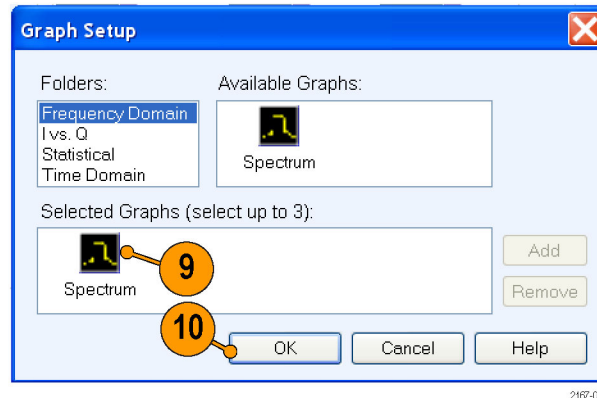 Graph Setup
Folders:
Available Graphs:
Frequency Domain
I vs. Q
Statistical
Time Domain
Spectrum
Selected Graphs (select up to 3):
Spectrum
9
Add
Remove
10
OK
Cancel
Help